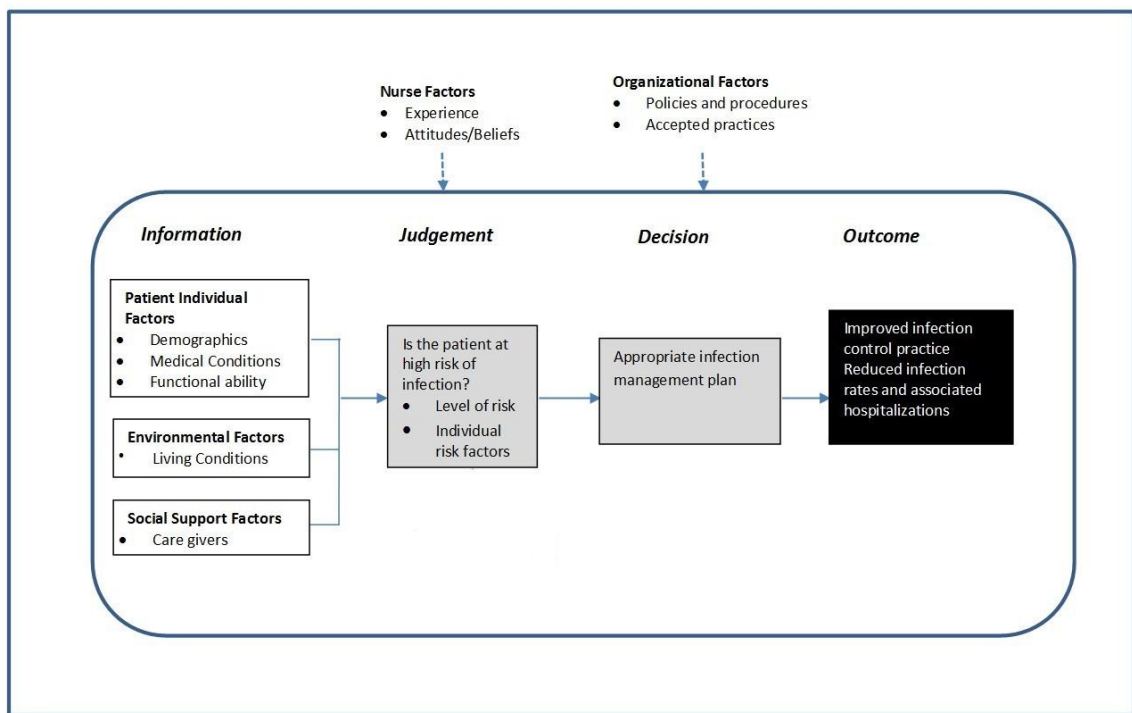 Nurse Factors
• Experience
• Attitudes/Beliefs
Organizational Factors
• Policies and procedures
• Accepted practices
Information
Judgement
Decision
Outcome
Patient Individual
Factors
• Demographics
• Medical Conditions
• Functional ability
Environmental Factors
• Living Conditions
Social Support Factors
• Care givers
Is the patient at
high risk of
infection?
• Level of risk
• Individual
risk factors
Appropriate infection
management plan
Improved infection
control practice
Reduced infection
rates and associated
hospitalizations